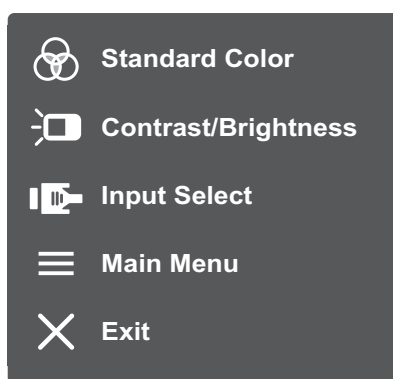 Standard Color
Contrast/Brightness
Input Select
Main Menu
Exit